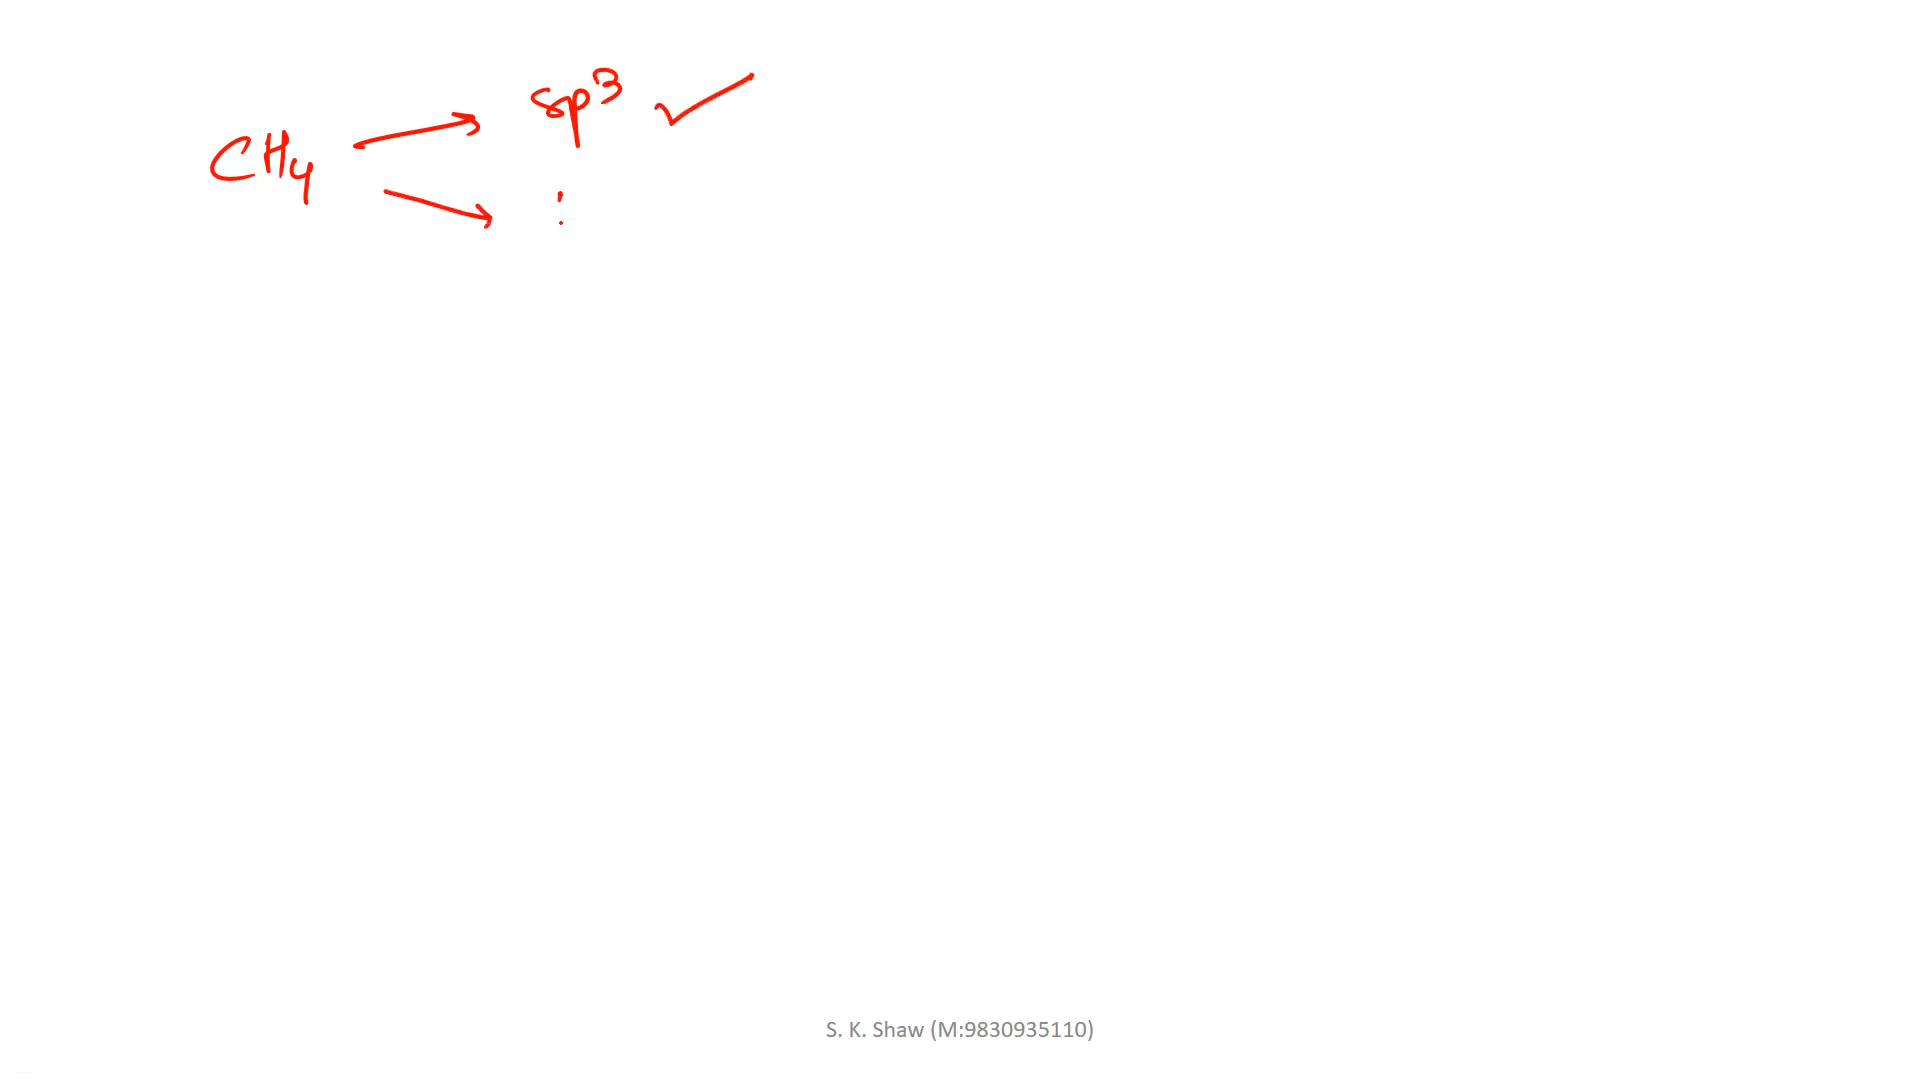 CH4 → sp³ ✓
→ :
S. K. Shaw (M:9830935110)